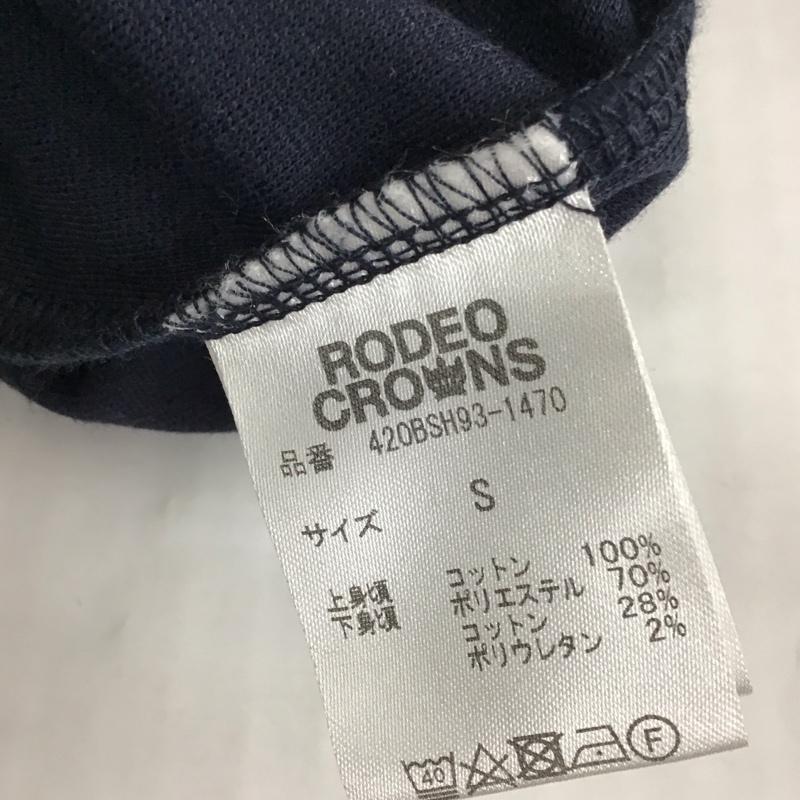 RODEO
CROWNS
品番 420BSH93-1470
サイズ S
上身頃 コットン 100%
下身頃 ポリエステル 70%
コットン 28%
ポリウレタン 2%
40 F